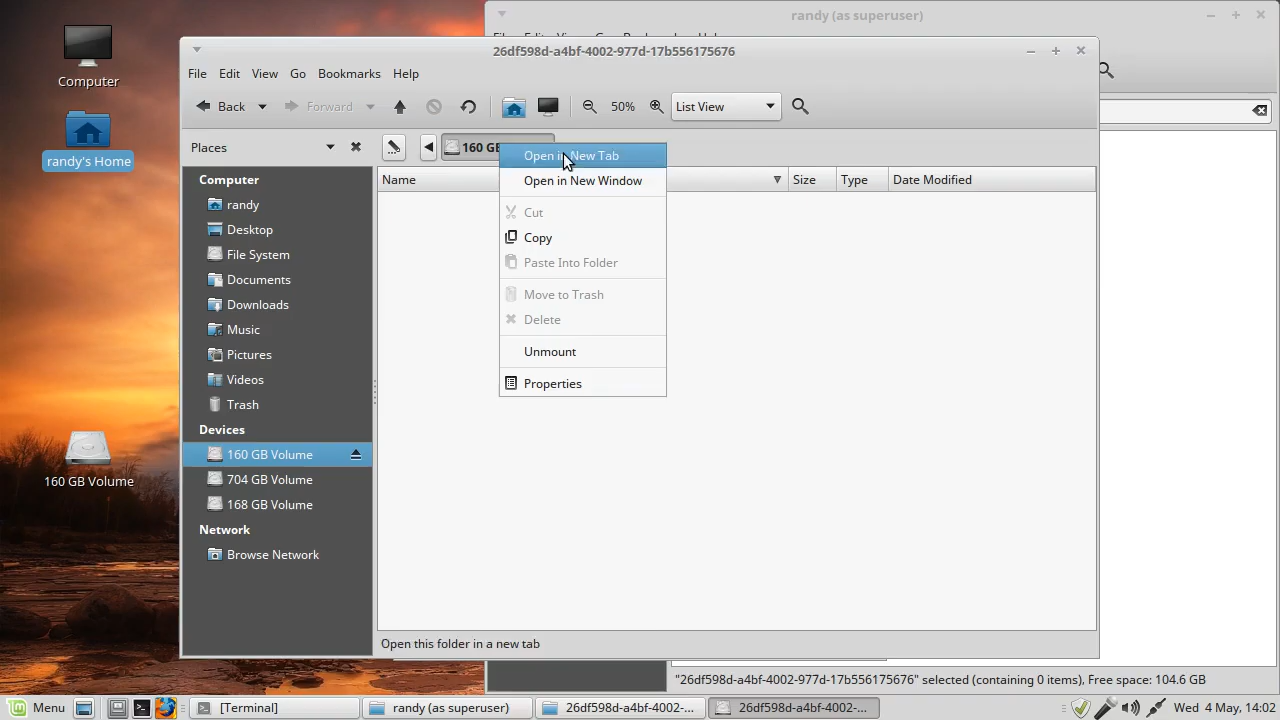 randy (as superuser)
Computer
randy's Home
160 GB Volume
26df598d-a4bf-4002-977d-17b556175676
File Edit View Go Bookmarks Help
Back Forward 50% List View
Places
160 GB
Name Size Type Date Modified
Computer
randy
Desktop
File System
Documents
Downloads
Music
Pictures
Videos
Trash
Devices
160 GB Volume
704 GB Volume
168 GB Volume
Network
Browse Network
Open in New Tab
Open in New Window
Cut
Copy
Paste Into Folder
Move to Trash
Delete
Unmount
Properties
Open this folder in a new tab
"26df598d-a4bf-4002-977d-17b556175676" selected (containing 0 items), Free space: 104.6 GB
Menu [Terminal] randy (as superuser) 26df598d-a4bf-4002-... 26df598d-a4bf-4002-... Wed 4 May, 14:02